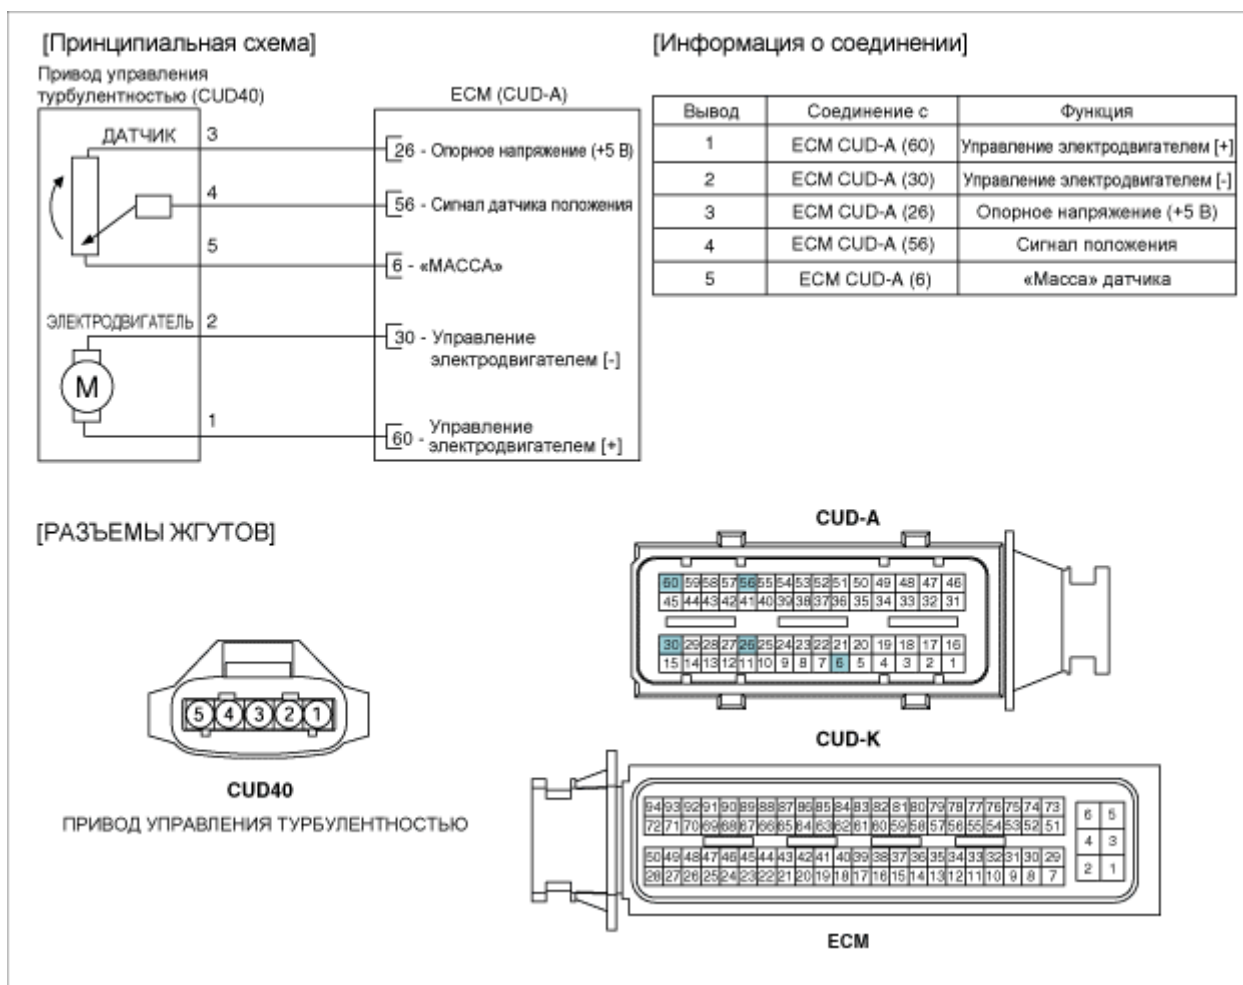 [Принципиальная схема]
Привод управления
турбулентностью (CUD40)
ECM (CUD-A)
ДАТЧИК
3
26 - Опорное напряжение (+5 В)
4
56 - Сигнал датчика положения
5
6 - «МАССА»
ЭЛЕКТРОДВИГАТЕЛЬ
2
30 - Управление
электродвигателем [-]
M
1
60 - Управление
электродвигателем [+]
[Информация о соединении]
Вывод Соединение с Функция
1 ECM CUD-A (60) Управление электродвигателем [+]
2 ECM CUD-A (30) Управление электродвигателем [-]
3 ECM CUD-A (26) Опорное напряжение (+5 В)
4 ECM CUD-A (56) Сигнал положения
5 ECM CUD-A (6) «Масса» датчика
[РАЗЪЕМЫ ЖГУТОВ]
5 4 3 2 1
CUD40
ПРИВОД УПРАВЛЕНИЯ ТУРБУЛЕНТНОСТЬЮ
CUD-A
60 59 58 57 56 55 54 53 52 51 50 49 48 47 46
45 44 43 42 41 40 39 38 37 36 35 34 33 32 31
30 29 28 27 26 25 24 23 22 21 20 19 18 17 16
15 14 13 12 11 10 9 8 7 6 5 4 3 2 1
CUD-K
94 93 92 91 90 89 88 87 86 85 84 83 82 81 80 79 78 77 76 75 74 73
72 71 70 69 68 67 66 65 64 63 62 61 60 59 58 57 56 55 54 53 52 51
50 49 48 47 46 45 44 43 42 41 40 39 38 37 36 35 34 33 32 31 30 29
28 27 26 25 24 23 22 21 20 19 18 17 16 15 14 13 12 11 10 9 8 7
6 5
4 3
2 1
ECM